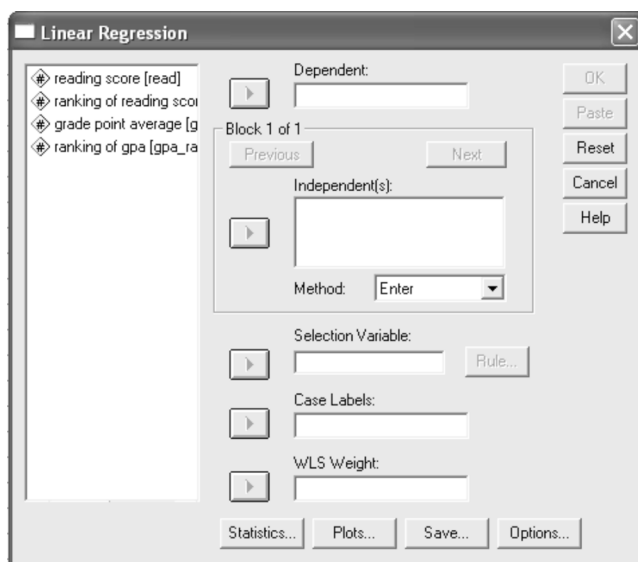 Linear Regression
reading score [read]
ranking of reading scor
grade point average [g
ranking of gpa [gpa_ra
Dependent:
Block 1 of 1
Previous
Next
Independent(s):
Method:
Enter
Selection Variable:
Rule...
Case Labels:
WLS Weight:
Statistics...
Plots...
Save...
Options...
OK
Paste
Reset
Cancel
Help